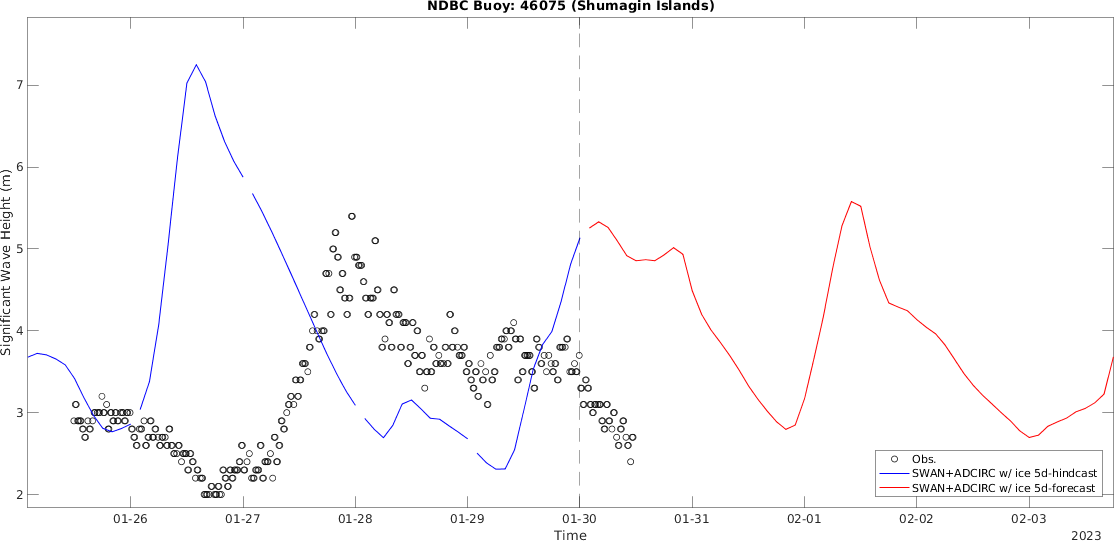 NDBC Buoy: 46075 (Shumagin Islands)
7
6
5
4
3
2
Significant Wave Height (m)
Obs.
SWAN+ADCIRC w/ ice 5d-hindcast
SWAN+ADCIRC w/ ice 5d-forecast
01-26 01-27 01-28 01-29 01-30 01-31 02-01 02-02 02-03
Time
2023